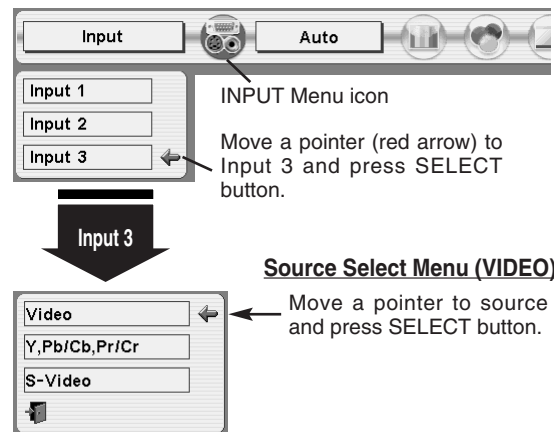 Input
Auto
Input 1
Input 2
Input 3
INPUT Menu icon
Move a pointer (red arrow) to
Input 3 and press SELECT
button.
Input 3
Source Select Menu (VIDEO)
Video
Y,Pb/Cb,Pr/Cr
S-Video
Move a pointer to source
and press SELECT button.